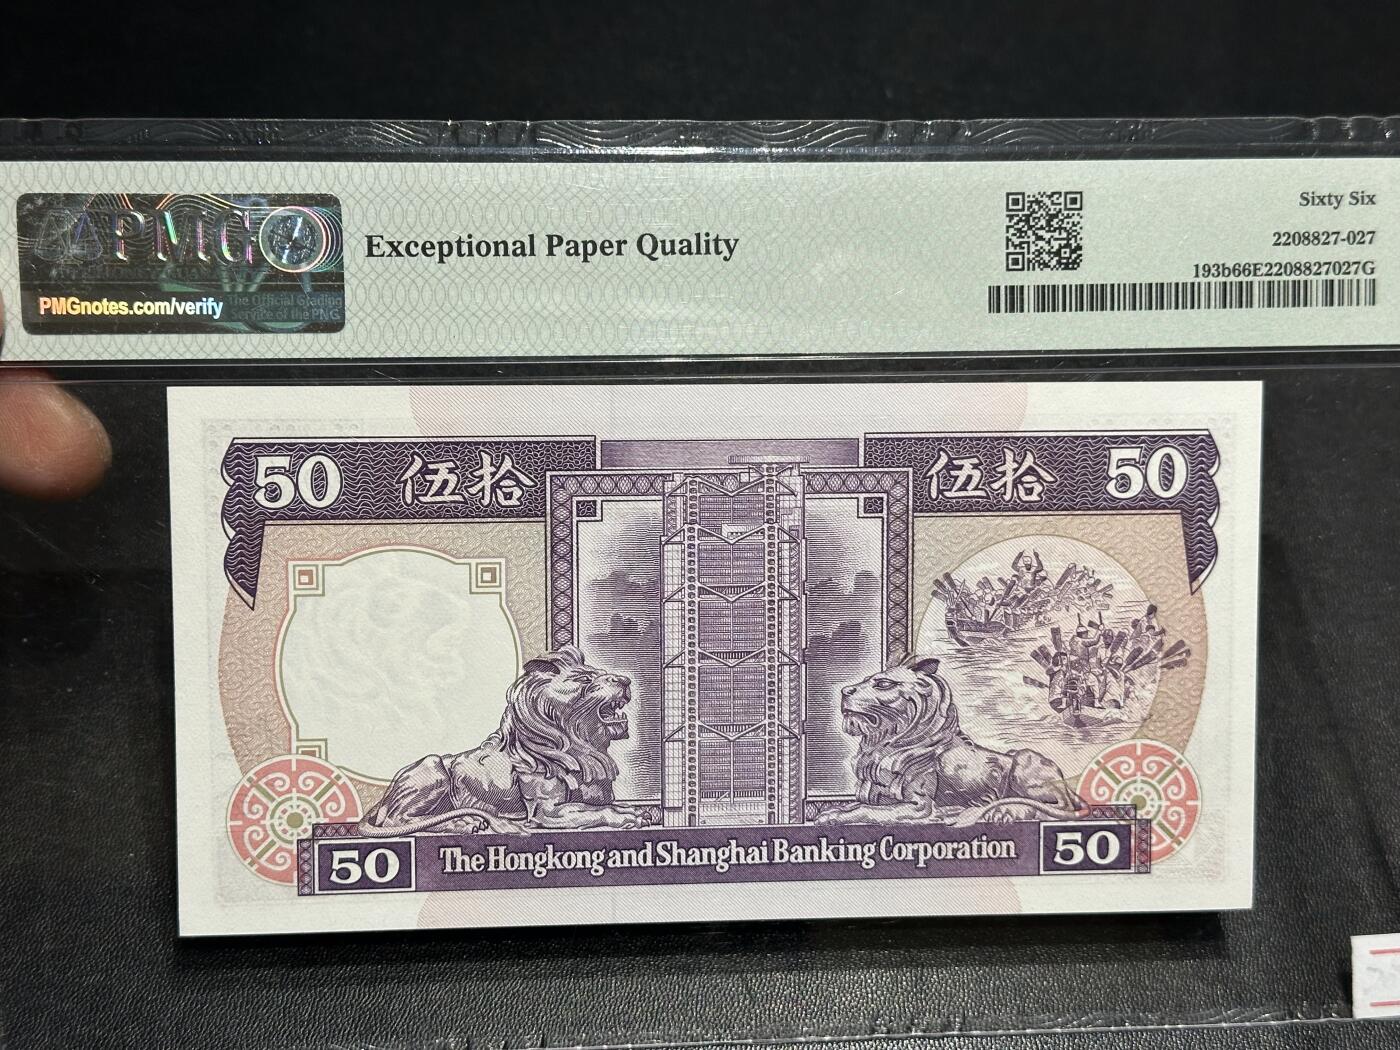 PMG
PMGnotes.com/verify
The Official Grading
Service of the PNG
Exceptional Paper Quality
Sixty Six
2208827-027
193b66E2208827027G
50 伍拾
伍拾 50
50 The Hongkong and Shanghai Banking Corporation 50